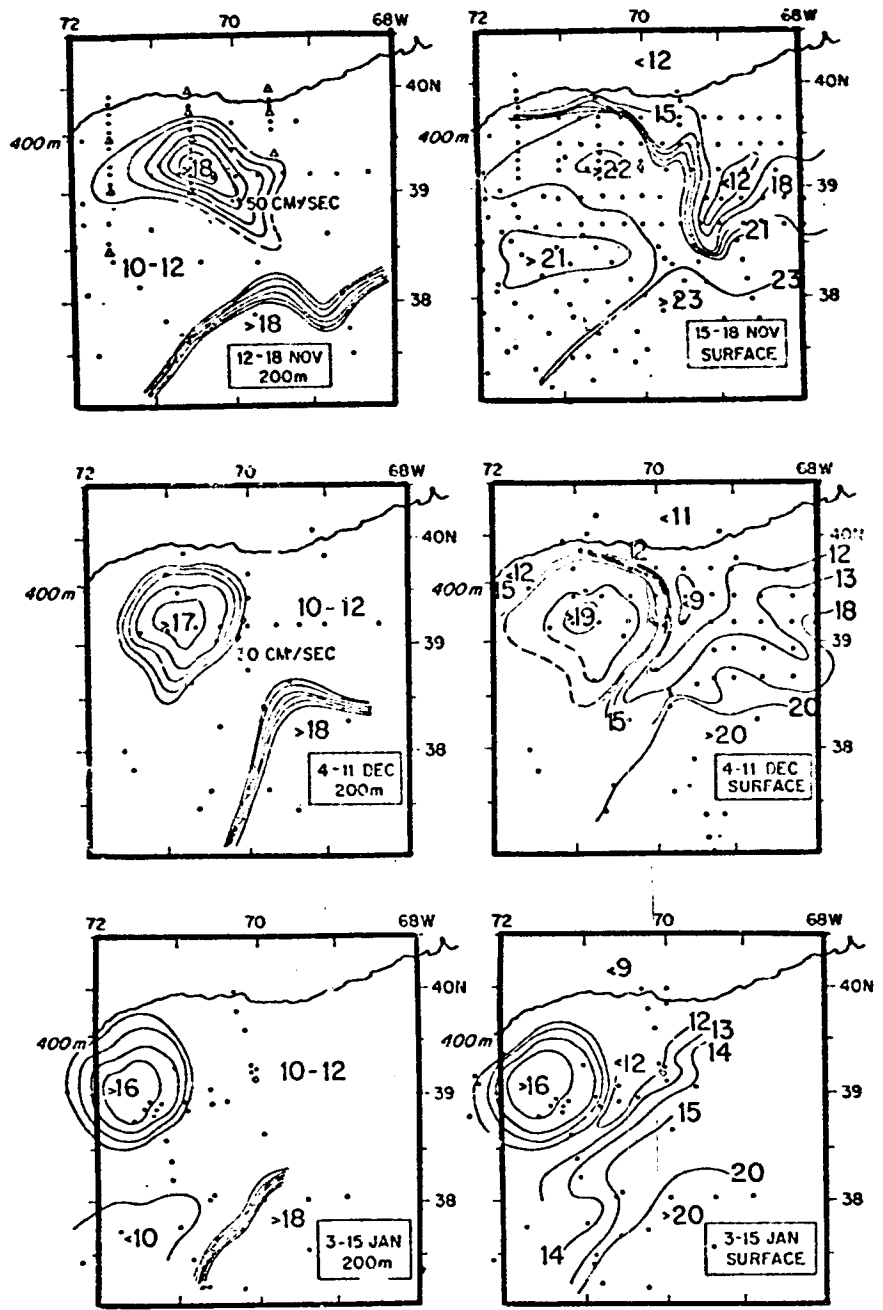 72 70 68W
40N
400m
>18
39
50 CM/SEC
10-12
38
>18
12-18 NOV
200m
72 70 68W
<12
40N
15
400m
>22
<12
18
39
21
>21
23
>23
38
15-18 NOV
SURFACE
72 70 68W
40N
400m
10-12
>17
39
CM/SEC
>18
38
4-11 DEC
200m
72 70 68W
<11
40N
12
12
<12
400m
15
13
9
18
>19
39
15
20
>20
38
4-11 DEC
SURFACE
72 70 68W
40N
400m
10-12
>16
39
38
>18
<10
3-15 JAN
200m
72 70 68W
<9
40N
12
13
400m
14
<12
>16
39
15
20
38
>20
14
3-15 JAN
SURFACE